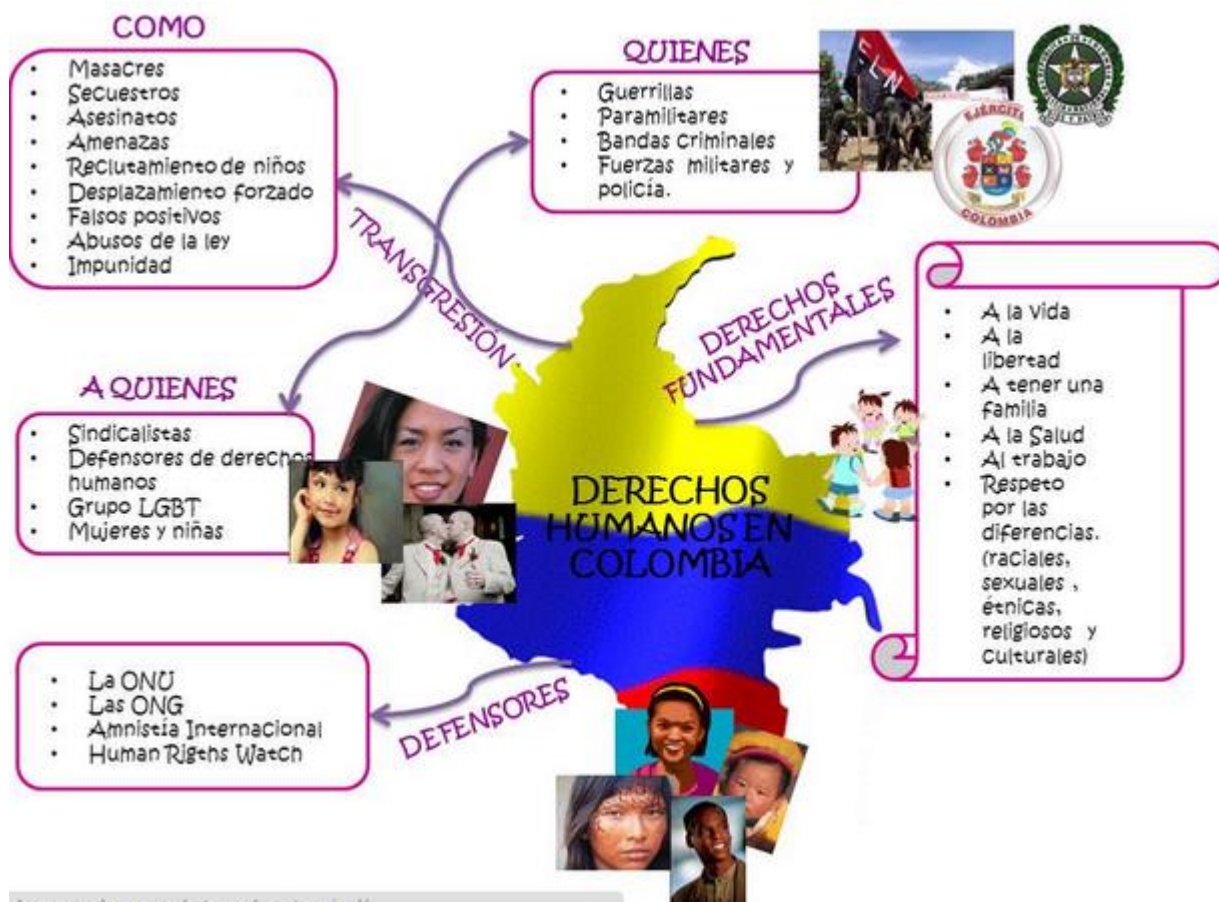 COMO
• Masacres
• Secuestros
• Asesinatos
• Amenazas
• Reclutamiento de niños
• Desplazamiento forzado
• Falsos positivos
• Abusos de la ley
• Impunidad
QUIENES
• Guerrillas
• Paramilitares
• Bandas criminales
• Fuerzas militares y
policía.
ELN
EJÉRCITO
COLOMBIA
TRANSGRESIÓN
DERECHOS
FUNDAMENTALES
• A la vida
• A la
libertad
• A tener una
familia
• A la Salud
• Al trabajo
• Respeto
por las
diferencias.
(raciales,
sexuales ,
étnicas,
religiosos y
culturales)
A QUIENES
• Sindicalistas
• Defensores de derechos
humanos
• Grupo LGBT
• Mujeres y niñas
DERECHOS
HUMANOS EN
COLOMBIA
DEFENSORES
• La ONU
• Las ONG
• Amnistía Internacional
• Human Rigths Watch